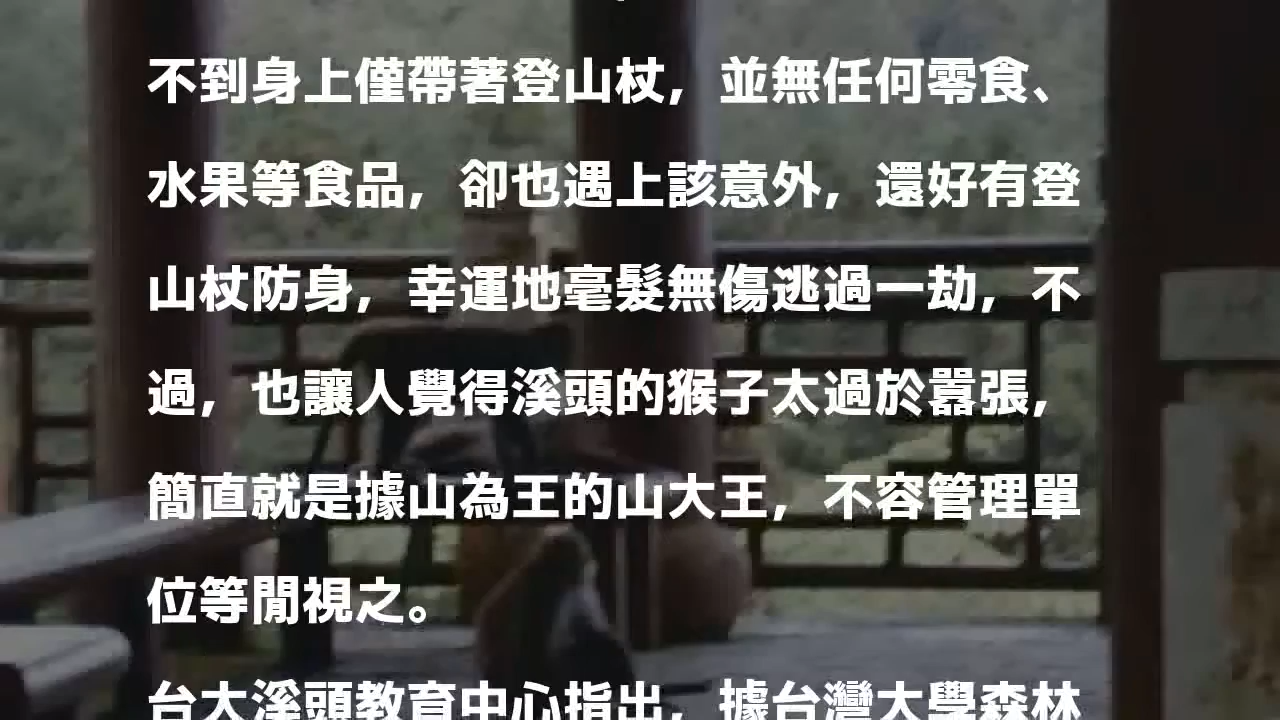 不到身上僅帶著登山杖，並無任何零食、
水果等食品，卻也遇上該意外，還好有登
山杖防身，幸運地毫髮無傷逃過一劫，不
過，也讓人覺得溪頭的猴子太過於囂張，
簡直就是據山為王的山大王，不容管理單
位等閒視之。
台大溪頭教育中心指出，據台灣大學森林